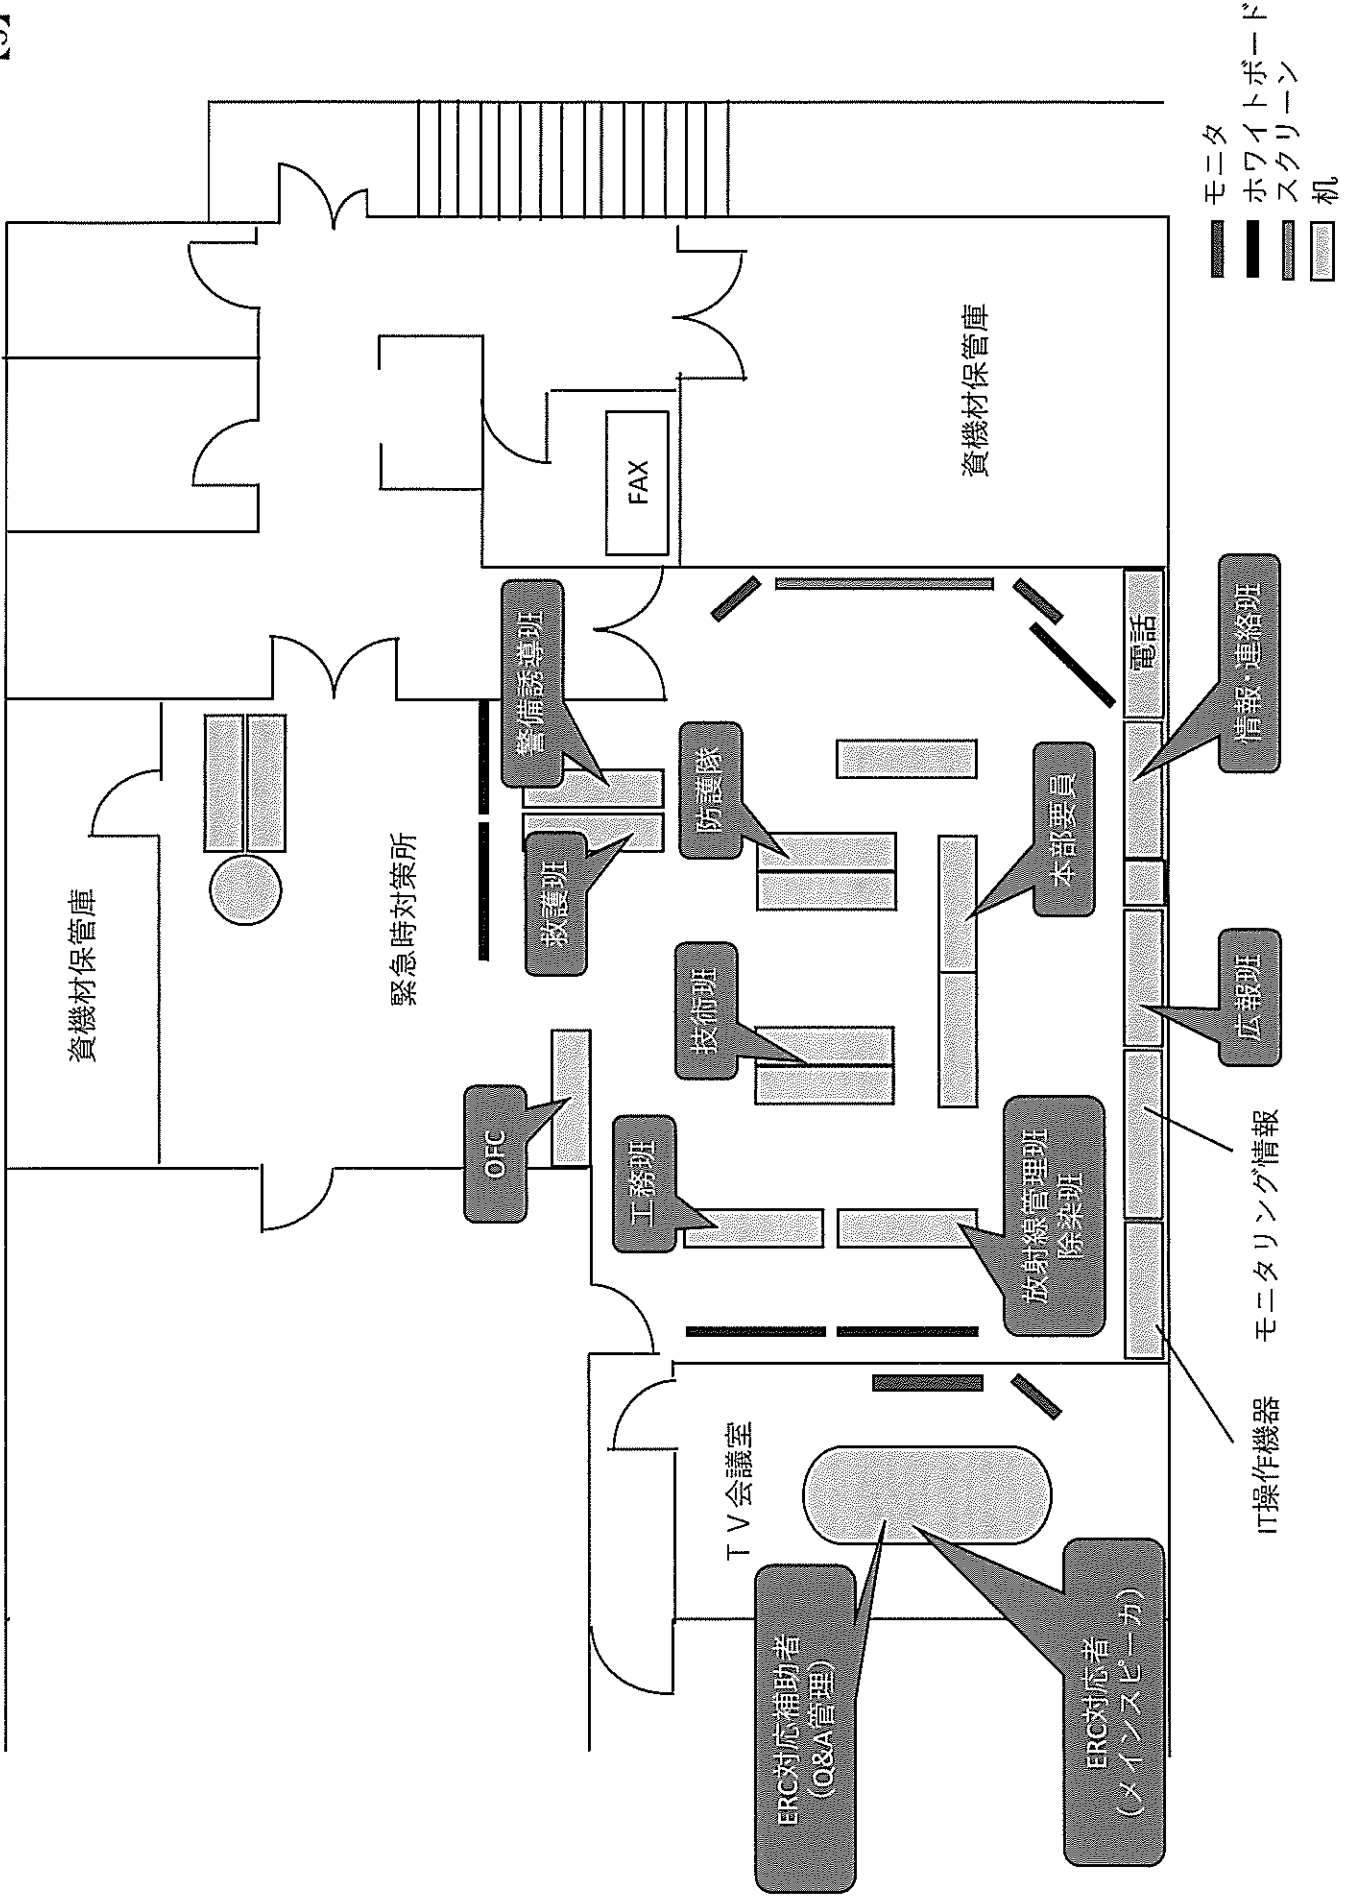 資機材保管庫
緊急時対策所
OFC
救護班
警備誘導班
工務班
FAX
技術班
防護隊
ＴＶ会議室
ERC対応補助者
(Q&A管理)
資機材保管庫
放射線管理班
除染班
本部要員
ERC対応者
(メインスピーカ)
電話
広報班
情報・連絡班
IT操作機器
モニタリング情報
モニタ
ホワイトボード
スクリーン
机